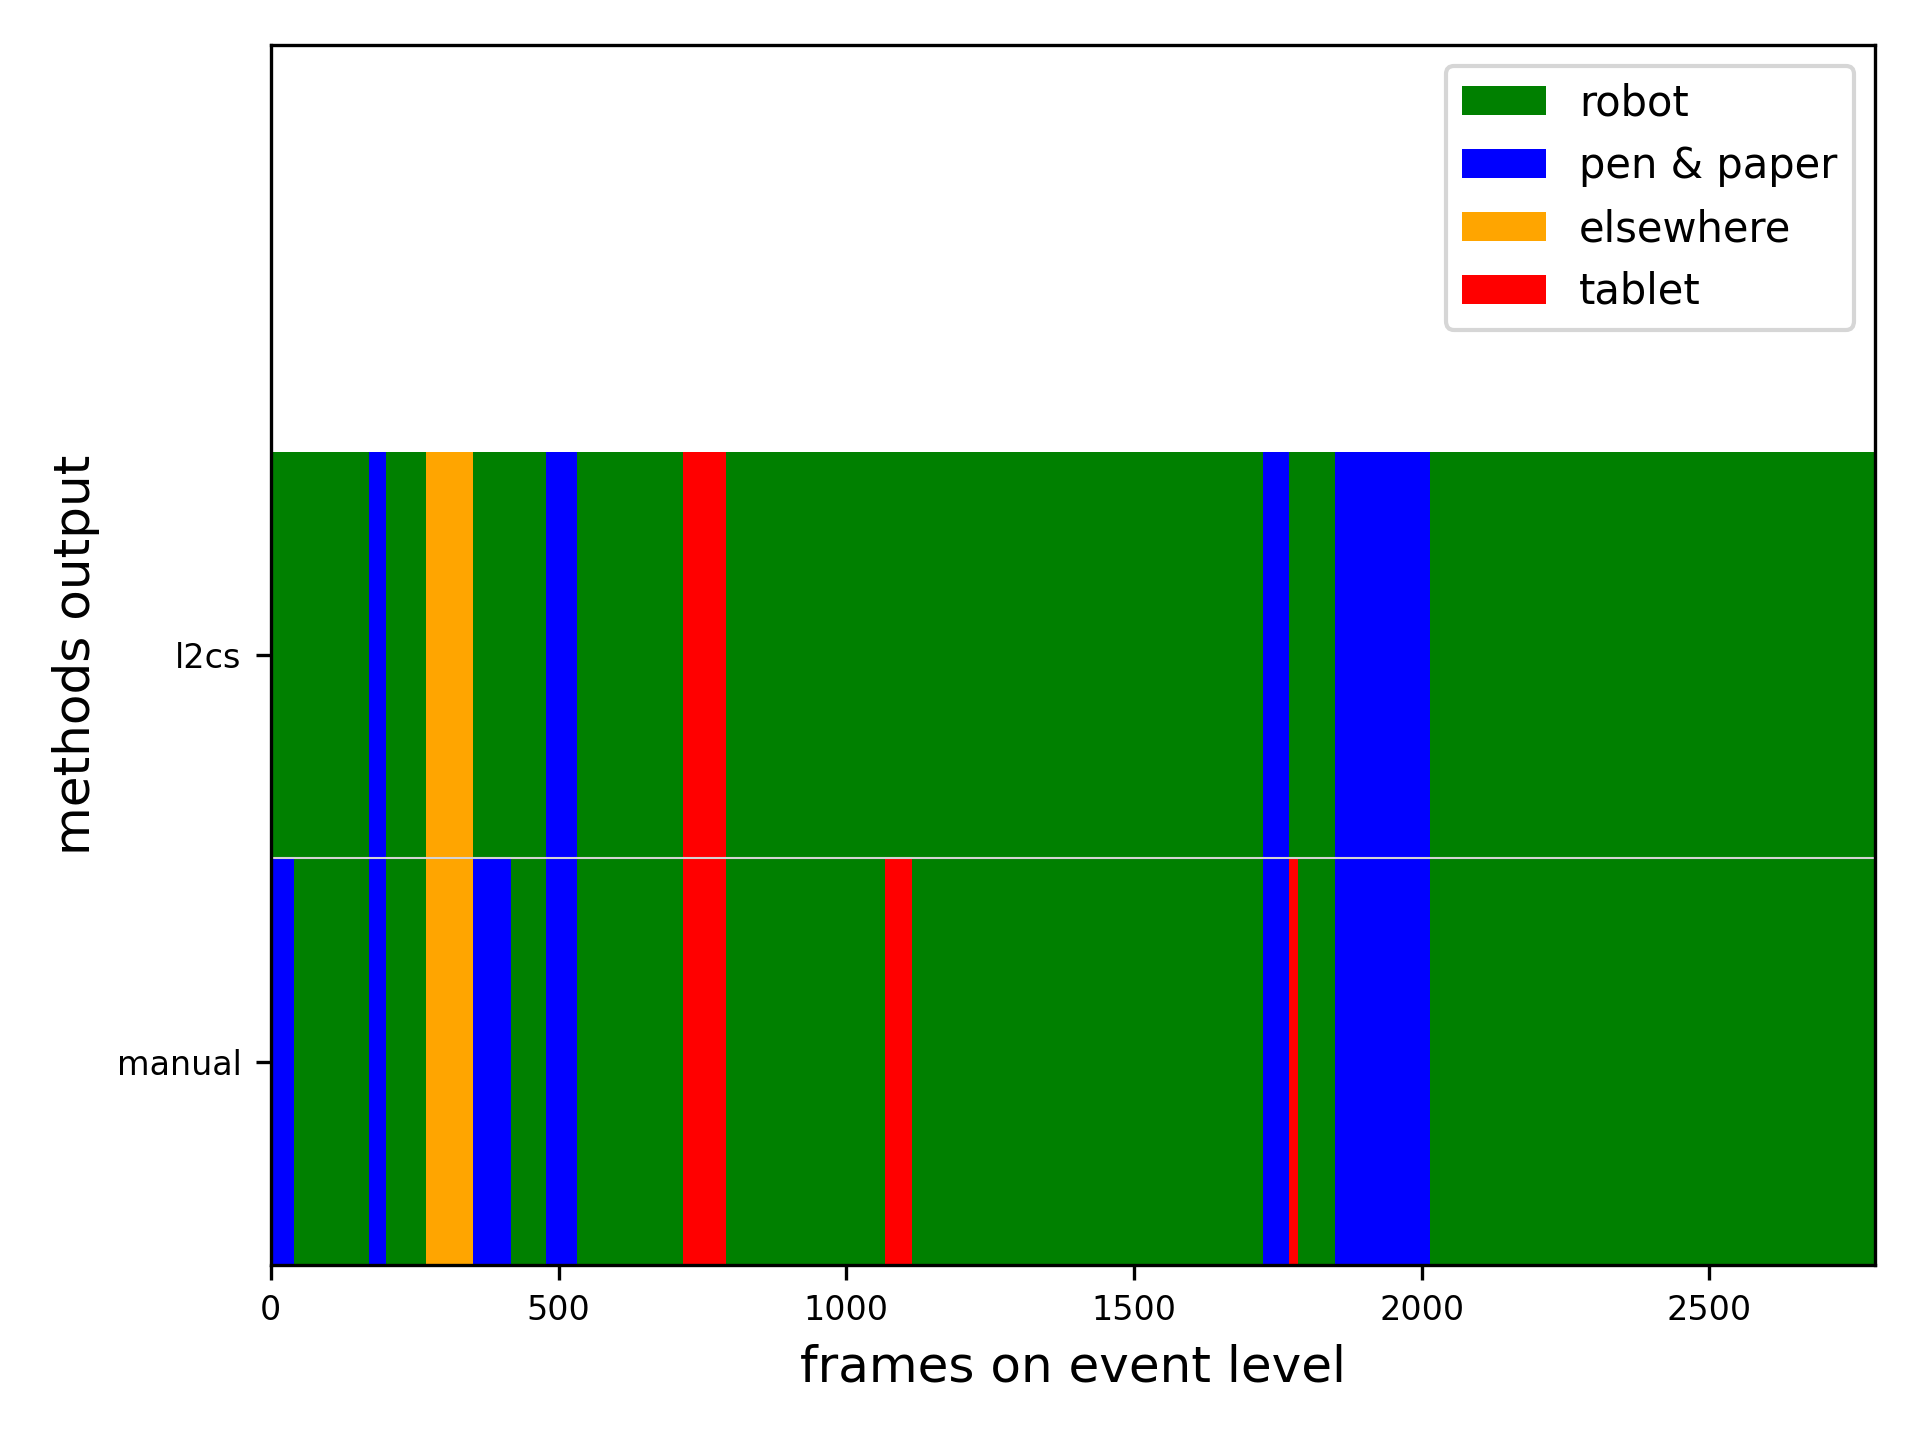 robot
pen & paper
elsewhere
tablet
methods output
l2cs
manual
0 500 1000 1500 2000 2500
frames on event level